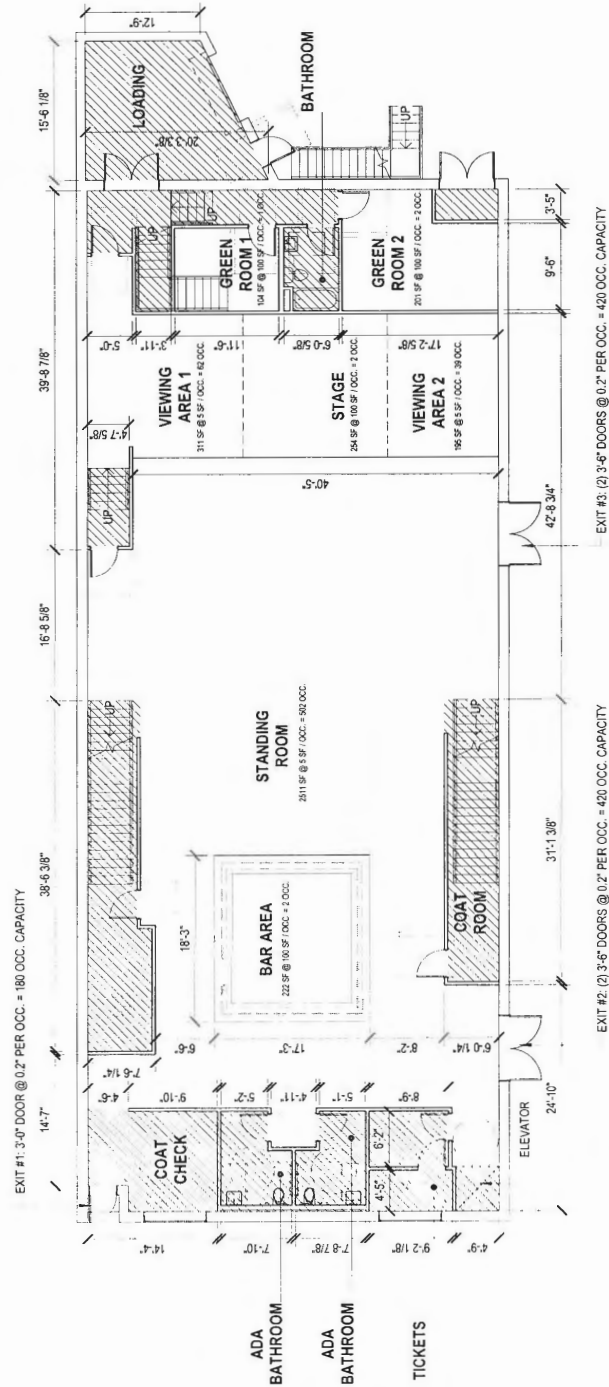 EXIT #1: 3'-0" DOOR @ 0.2" PER OCC. = 180 OCC. CAPACITY
14'-7"
38'-6 3/8"
16'-8 5/8"
39'-8 7/8"
15'-6 1/8"
12'-9"
LOADING
20' 3 3/8"
BATHROOM
UP
UP
UP
UP
UP
UP
4'-7 5/8"
5'-0"
3'-11"
11'-6"
6'-0 5/8"
17'-2 5/8"
GREEN
ROOM 1
104 SF @ 100 SF / OCC. = 1 OCC.
GREEN
ROOM 2
201 SF @ 100 SF / OCC. = 2 OCC.
VIEWING
AREA 1
311 SF @ 5 SF / OCC. = 62 OCC.
STAGE
254 SF @ 100 SF / OCC. = 2 OCC.
VIEWING
AREA 2
195 SF @ 5 SF / OCC. = 39 OCC.
40'-5"
STANDING
ROOM
2511 SF @ 5 SF / OCC. = 502 OCC.
18'-3"
BAR AREA
222 SF @ 100 SF / OCC. = 2 OCC.
COAT
ROOM
7'-6 1/4"
6'-6"
17'-3"
8'-2"
6'-0 1/4"
4'-6"
9'-10"
5'-2"
4'-11"
5'-1"
8'-9"
COAT
CHECK
6'-2"
4'-5"
14'-4"
7'-10"
7'-8 7/8"
9'-2 1/8"
4'-9"
ADA
BATHROOM
ADA
BATHROOM
TICKETS
ELEVATOR
24'-10"
31'-1 3/8"
42'-8 3/4"
9'-6"
3'-5"
EXIT #2: (2) 3'-6" DOORS @ 0.2" PER OCC. = 420 OCC. CAPACITY
EXIT #3: (2) 3'-6" DOORS @ 0.2" PER OCC. = 420 OCC. CAPACITY